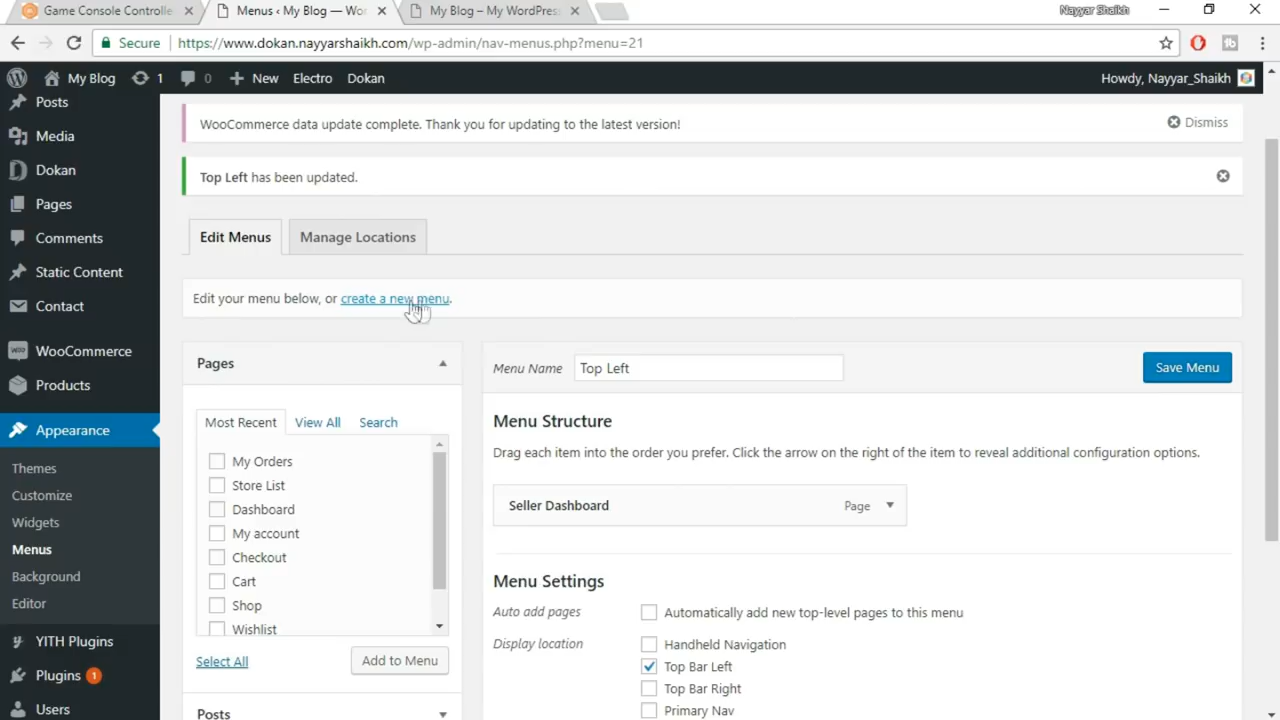 Game Console Controlle
Menus ‹ My Blog — Wor
My Blog – My WordPress
Nayyar Shaikh
Secure
https://www.dokan.nayyarshaikh.com/wp-admin/nav-menus.php?menu=21
My Blog
1
0
New
Electro
Dokan
Howdy, Nayyar_Shaikh
Posts
Media
Dokan
Pages
Comments
Static Content
Contact
WooCommerce
Products
Appearance
Themes
Customize
Widgets
Menus
Background
Editor
YITH Plugins
Plugins 1
Users
WooCommerce data update complete. Thank you for updating to the latest version!
Dismiss
Top Left has been updated.
Edit Menus
Manage Locations
Edit your menu below, or create a new menu.
Pages
Most Recent
View All
Search
My Orders
Store List
Dashboard
My account
Checkout
Cart
Shop
Wishlist
Select All
Add to Menu
Posts
Menu Name
Top Left
Save Menu
Menu Structure
Drag each item into the order you prefer. Click the arrow on the right of the item to reveal additional configuration options.
Seller Dashboard
Page
Menu Settings
Auto add pages
Automatically add new top-level pages to this menu
Display location
Handheld Navigation
Top Bar Left
Top Bar Right
Primary Nav